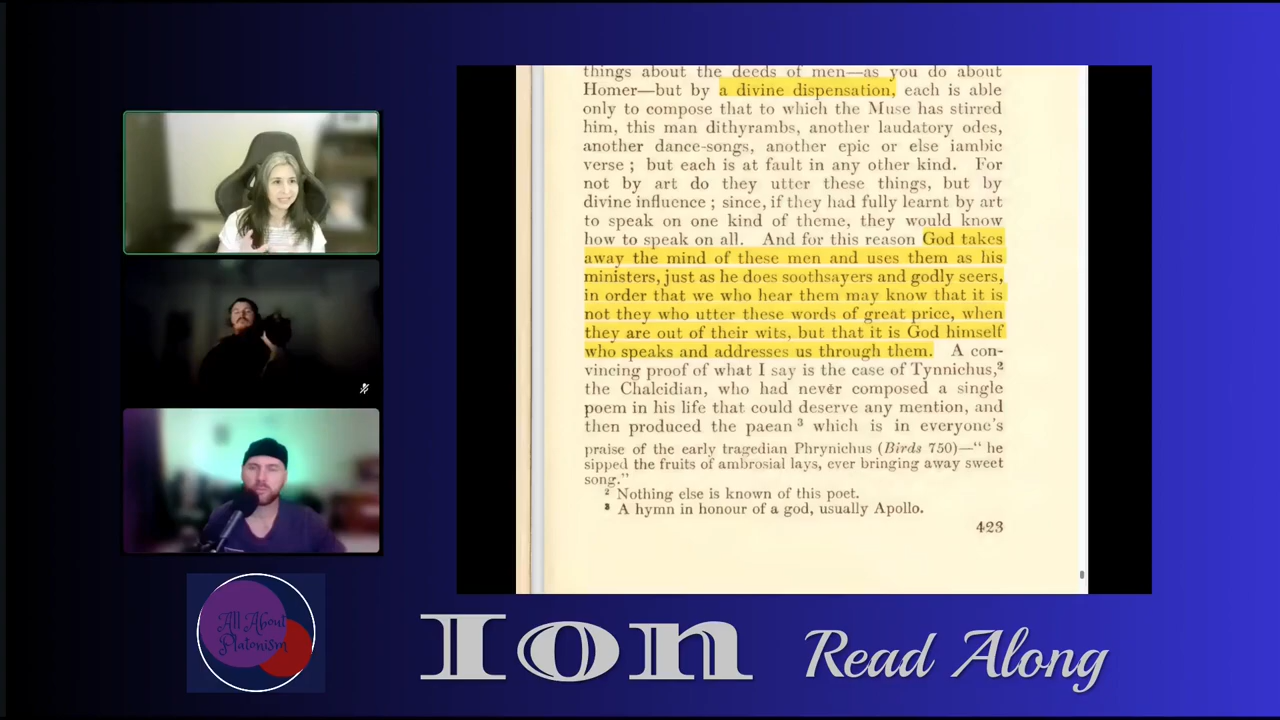 things about the deeds of men—as you do about
Homer—but by a divine dispensation, each is able
only to compose that to which the Muse has stirred
him, this man dithyrambs, another laudatory odes,
another dance-songs, another epic or else iambic
verse ; but each is at fault in any other kind. For
not by art do they utter these things, but by
divine influence ; since, if they had fully learnt by art
to speak on one kind of theme, they would know
how to speak on all. And for this reason God takes
away the mind of these men and uses them as his
ministers, just as he does soothsayers and godly seers,
in order that we who hear them may know that it is
not they who utter these words of great price, when
they are out of their wits, but that it is God himself
who speaks and addresses us through them. A con-
vincing proof of what I say is the case of Tynnichus,²
the Chalcidian, who had never composed a single
poem in his life that could deserve any mention, and
then produced the paean ³ which is in everyone's
praise of the early tragedian Phrynichus (Birds 750)—“ he
sipped the fruits of ambrosial lays, ever bringing away sweet
song.”
² Nothing else is known of this poet.
³ A hymn in honour of a god, usually Apollo.
423
All About
Platonism
Ion Read Along